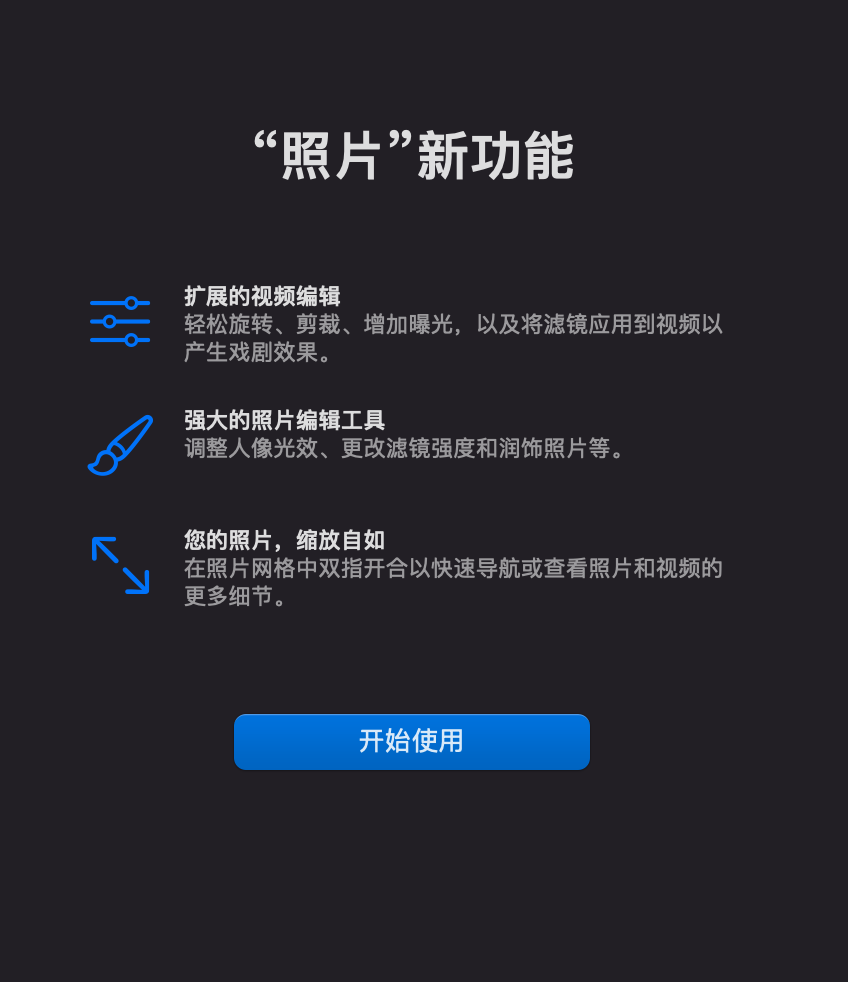 “照片”新功能
扩展的视频编辑
轻松旋转、剪裁、增加曝光，以及将滤镜应用到视频以
产生戏剧效果。
强大的照片编辑工具
调整人像光效、更改滤镜强度和润饰照片等。
您的照片，缩放自如
在照片网格中双指开合以快速导航或查看照片和视频的
更多细节。
开始使用